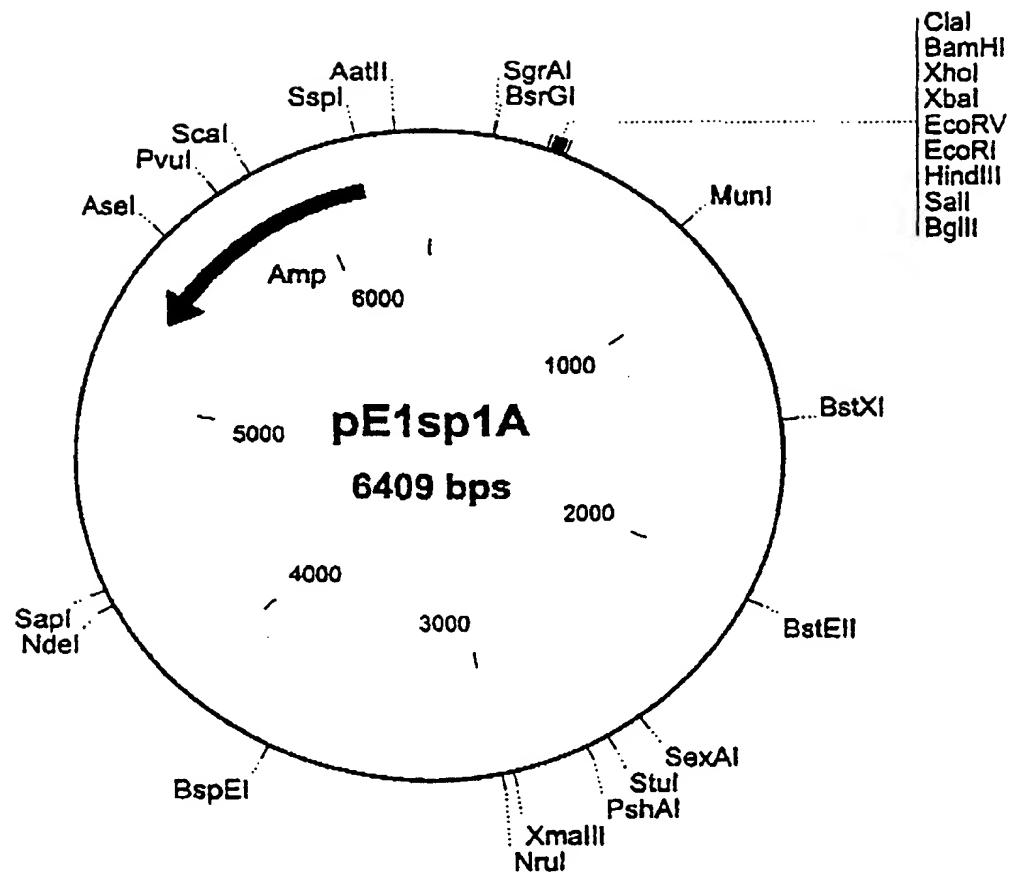 ClaI
BamHI
XhoI
XbaI
EcoRV
EcoRI
HindIII
SalI
BglII
AatII
SspI
SgrAI
BsrGI
ScaI
PvuI
AseI
MunI
Amp
6000
1000
BstXI
5000
pE1sp1A
6409 bps
2000
4000
3000
SapI
NdeI
BstEII
BspEI
SexAI
StuI
PshAI
XmaIII
NruI